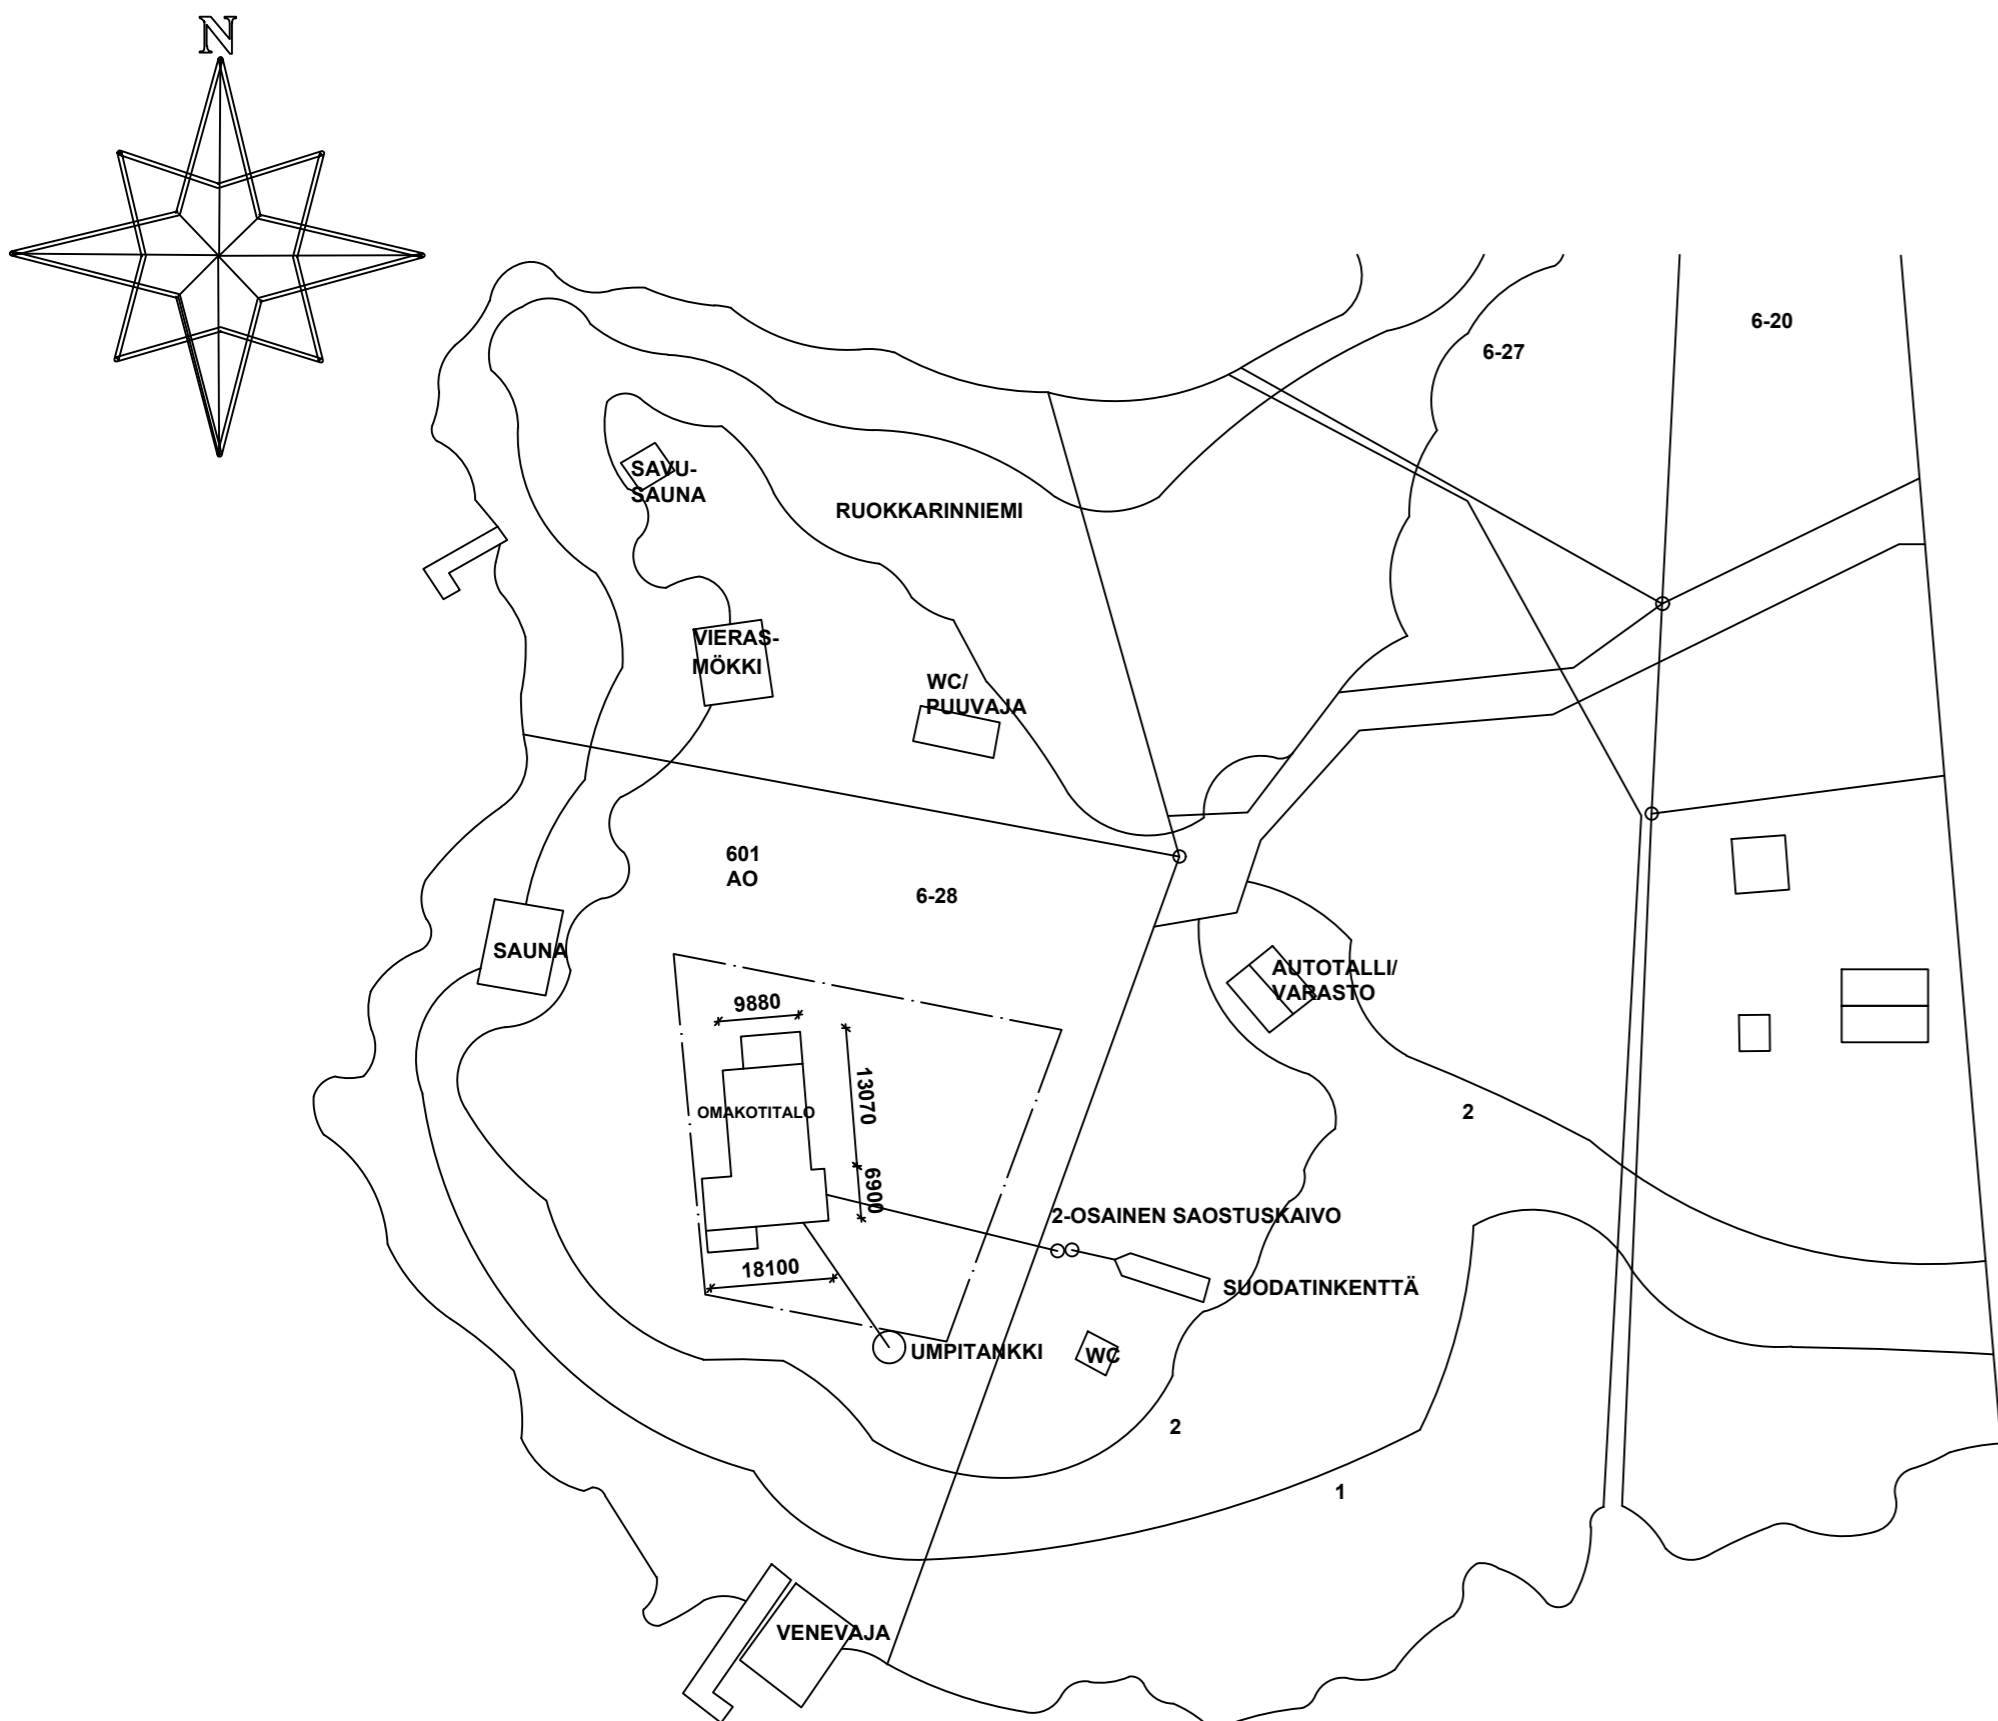 N
6-20
6-27
SAVU-
SAUNA
RUOKKARINNIEMI
VIERAS-
MÖKKI
WC/
PUUVAJA
601
AO
6-28
SAUNA
AUTOTALLI/
VARASTO
9880
13070
OMAKOTITALO
2
6900
2-OSAINEN SAOSTUSKAIVO
18100
SUODATINKENTTÄ
UMPITANKKI
WC
2
1
VENEVAJA